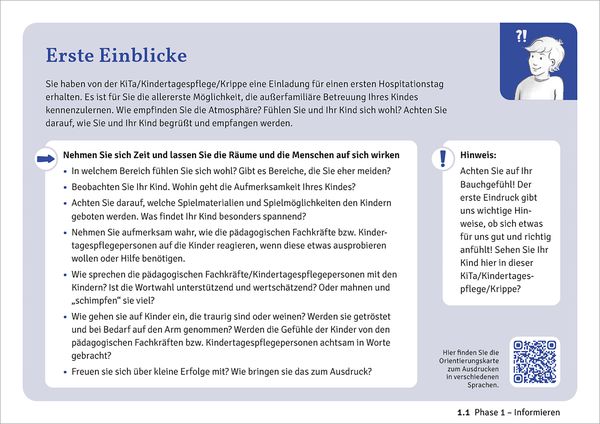 ?!
Erste Einblicke
Sie haben von der KiTa/Kindertagespflege/Krippe eine Einladung für einen ersten Hospitationstag
erhalten. Es ist für Sie die allererste Möglichkeit, die außerfamiliäre Betreuung Ihres Kindes
kennenzulernen. Wie empfinden Sie die Atmosphäre? Fühlen Sie und Ihr Kind sich wohl? Achten Sie
darauf, wie Sie und Ihr Kind begrüßt und empfangen werden.
Nehmen Sie sich Zeit und lassen Sie die Räume und die Menschen auf sich wirken
• In welchem Bereich fühlen Sie sich wohl? Gibt es Bereiche, die Sie eher meiden?
• Beobachten Sie Ihr Kind. Wohin geht die Aufmerksamkeit Ihres Kindes?
• Achten Sie darauf, welche Spielmaterialien und Spielmöglichkeiten den Kindern
geboten werden. Was findet Ihr Kind besonders spannend?
• Nehmen Sie aufmerksam wahr, wie die pädagogischen Fachkräfte bzw. Kinder-
tagespflegepersonen auf die Kinder reagieren, wenn diese etwas ausprobieren
wollen oder Hilfe benötigen.
• Wie sprechen die pädagogischen Fachkräfte/Kindertagespflegepersonen mit den
Kindern? Ist die Wortwahl unterstützend und wertschätzend? Oder mahnen und
„schimpfen“ sie viel?
• Wie gehen sie auf Kinder ein, die traurig sind oder weinen? Werden sie getröstet
und bei Bedarf auf den Arm genommen? Werden die Gefühle der Kinder von den
pädagogischen Fachkräften bzw. Kindertagespflegepersonen achtsam in Worte
gebracht?
• Freuen sie sich über kleine Erfolge mit? Wie bringen sie das zum Ausdruck?
!
Hinweis:
Achten Sie auf Ihr
Bauchgefühl! Der
erste Eindruck gibt
uns wichtige Hin-
weise, ob sich etwas
für uns gut und richtig
anfühlt! Sehen Sie Ihr
Kind hier in dieser
KiTa/Kindertages-
pflege/Krippe?
Hier finden Sie die
Orientierungskarte
zum Ausdrucken
in verschiedenen
Sprachen.
1.1 Phase 1 – Informieren